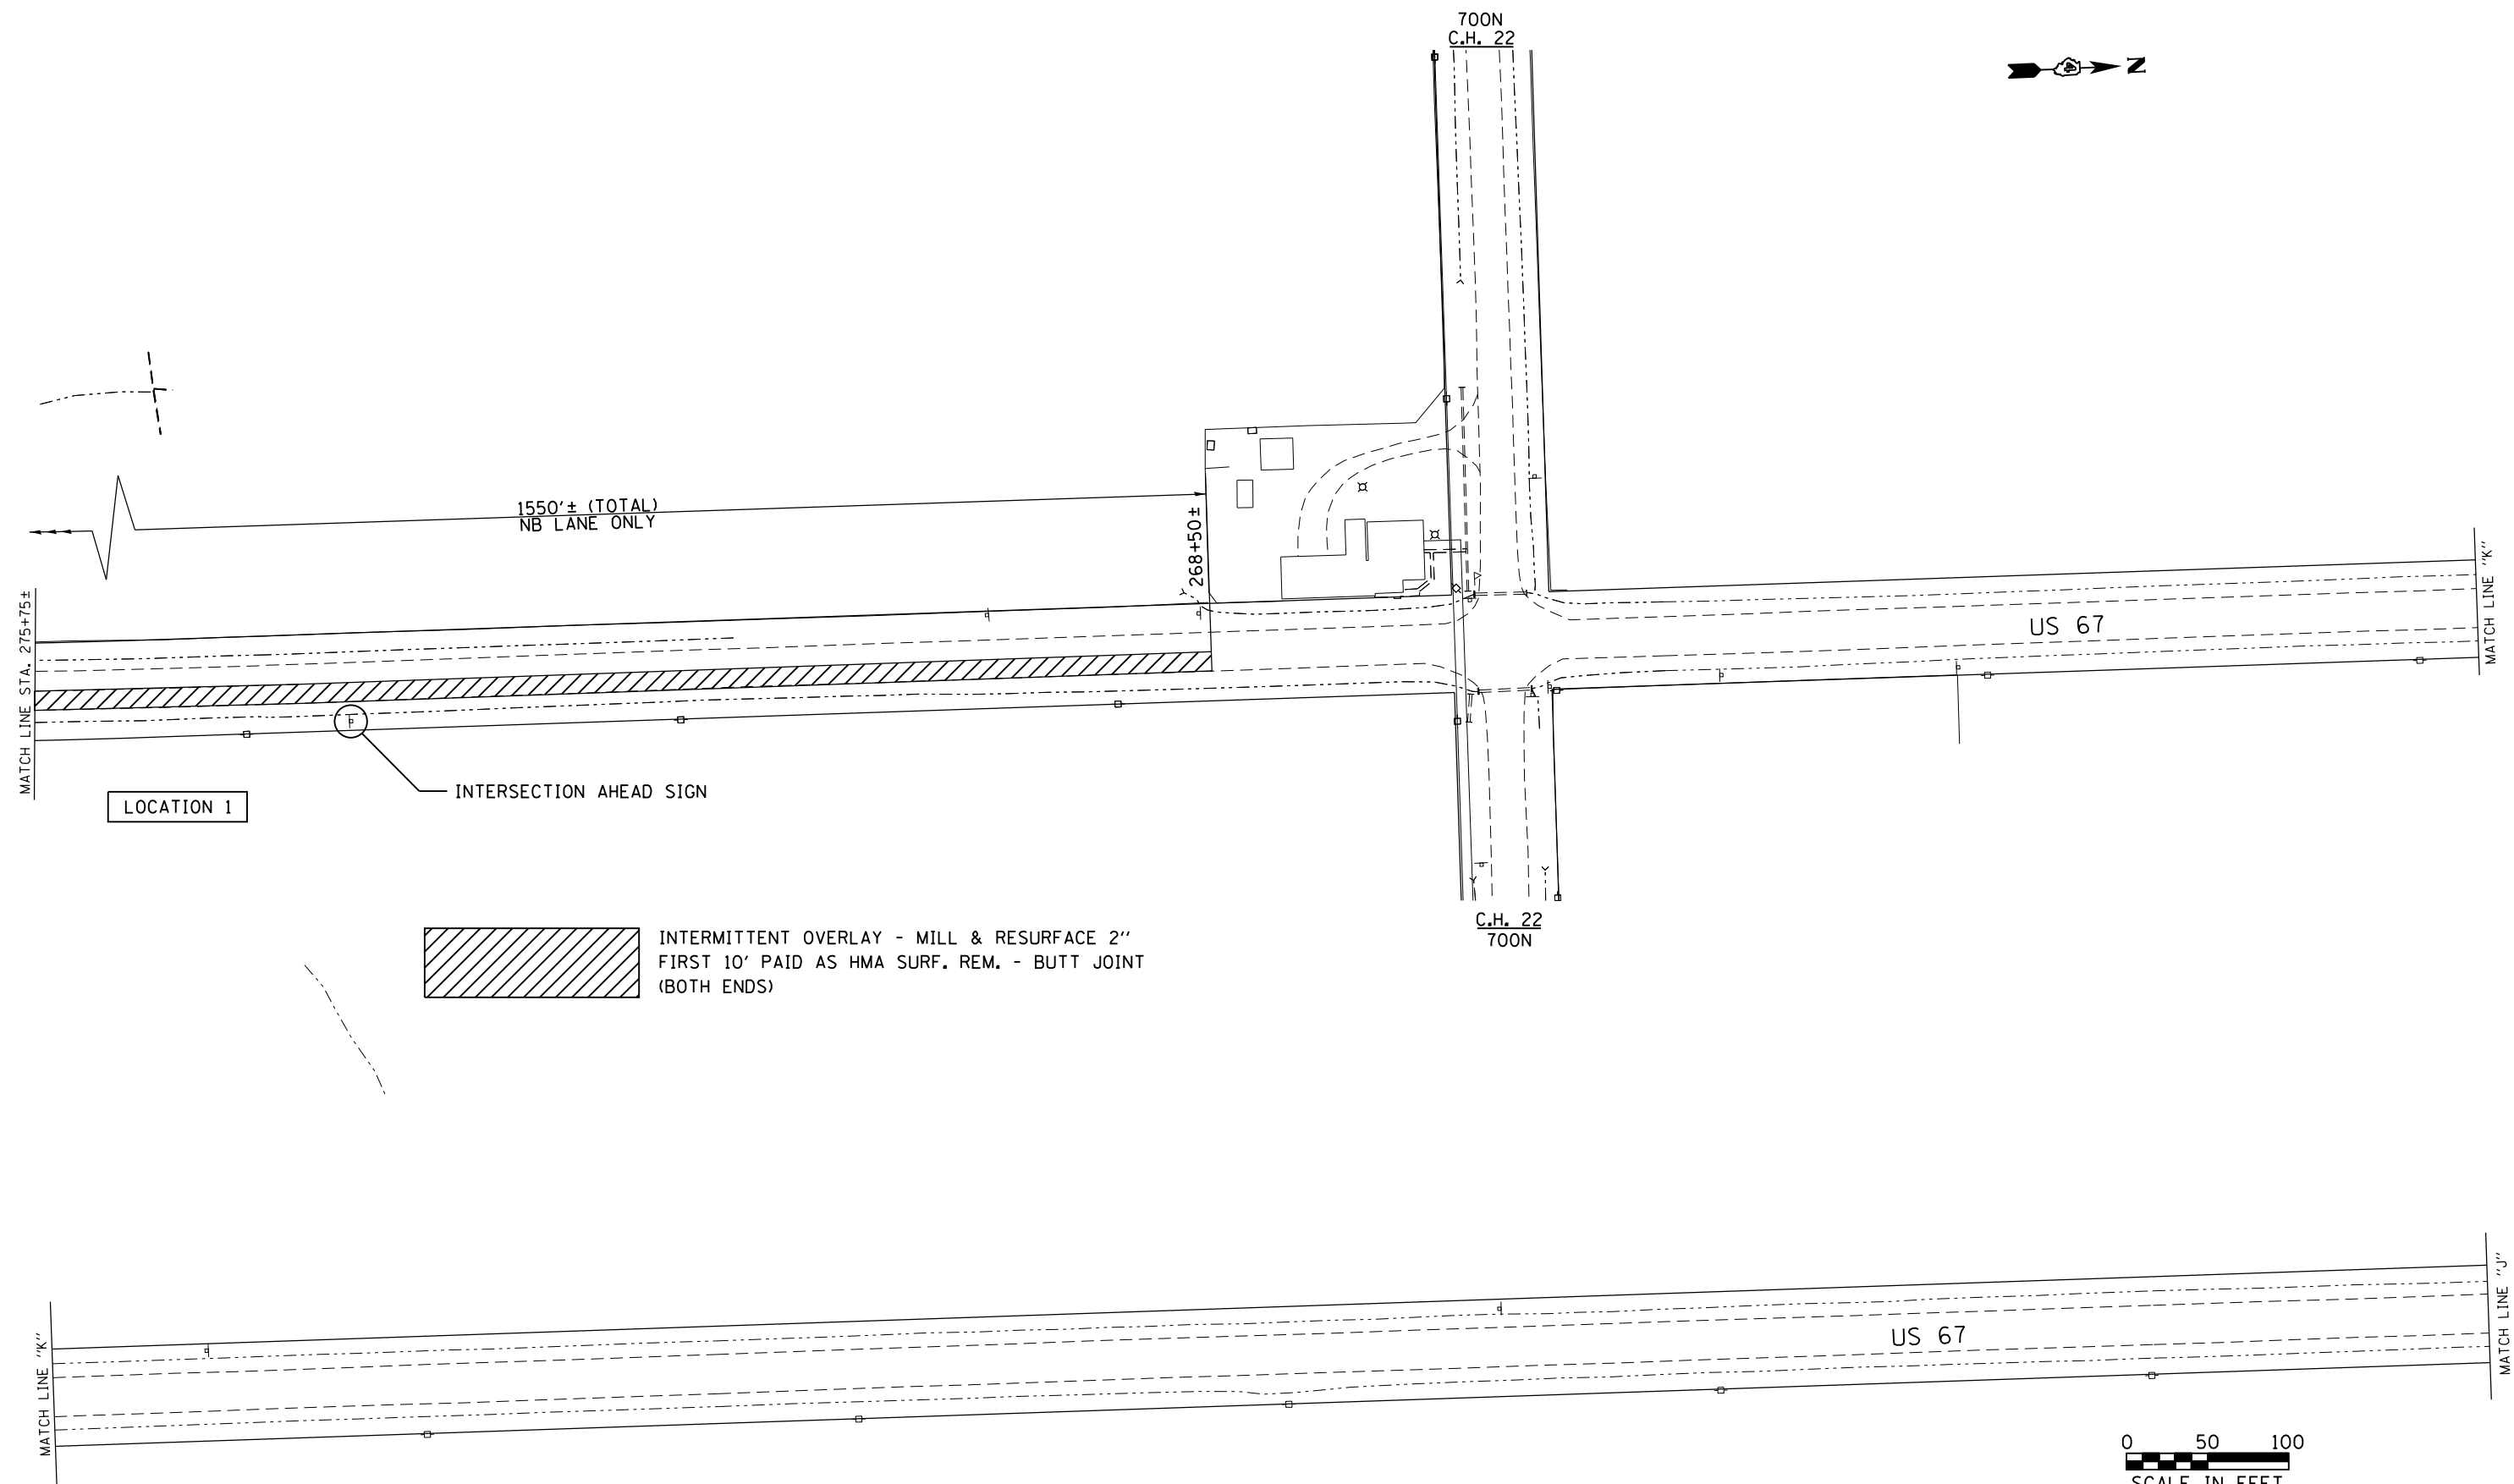 700N
C.H. 22
N
1550'± (TOTAL)
NB LANE ONLY
268+50±
MATCH LINE STA. 275+75±
US 67
MATCH LINE "K"
INTERSECTION AHEAD SIGN
LOCATION 1
C.H. 22
700N
INTERMITTENT OVERLAY - MILL & RESURFACE 2"
FIRST 10' PAID AS HMA SURF. REM. - BUTT JOINT
(BOTH ENDS)
MATCH LINE "K"
US 67
MATCH LINE "J"
0 50 100
SCALE IN FEET